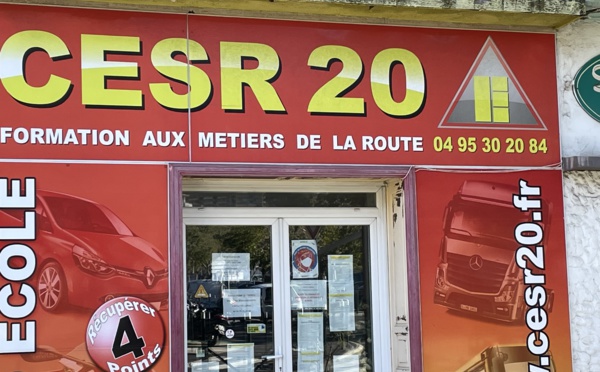 CESR 20
FORMATION AUX METIERS DE LA ROUTE 04 95 30 20 84
ECOLE
Récupérer
4
Points
.cesr20.fr
S